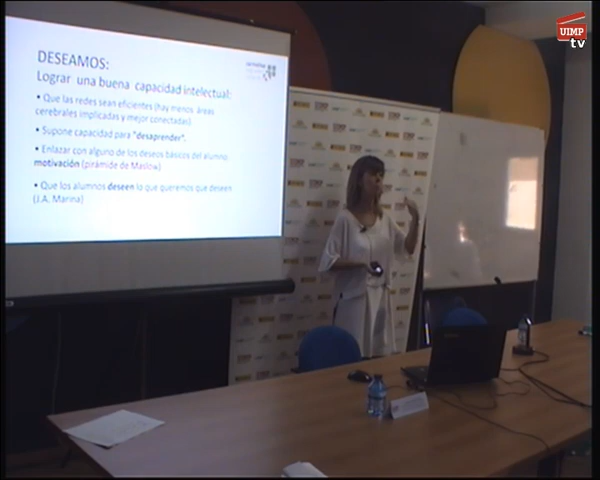 UIMP
tv
DESEAMOS:
Lograr una buena capacidad intelectual:
• Que las redes sean eficientes (hay menos áreas
cerebrales implicadas y mejor conectadas)
• Supone capacidad para "desaprender".
• Enlazar con alguno de los deseos básicos del alumno:
motivación (pirámide de Maslow)
• Que los alumnos deseen lo que queremos que deseen
(J.A. Marina)